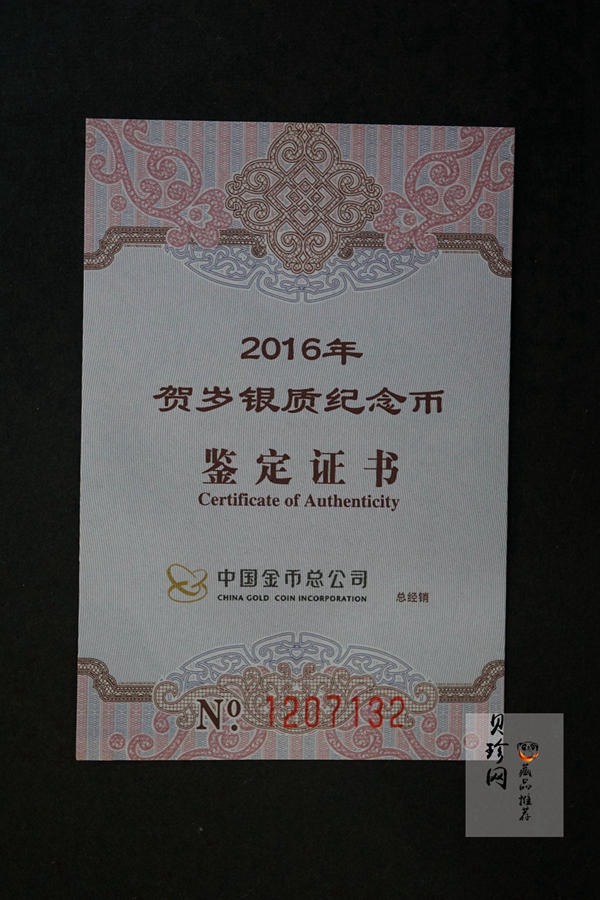 2016年
贺岁银质纪念币
鉴定证书
Certificate of Authenticity
中国金币总公司
CHINA GOLD COIN INCORPORATION
总经销
Nº. 1207132
贝珍网
藏品推荐